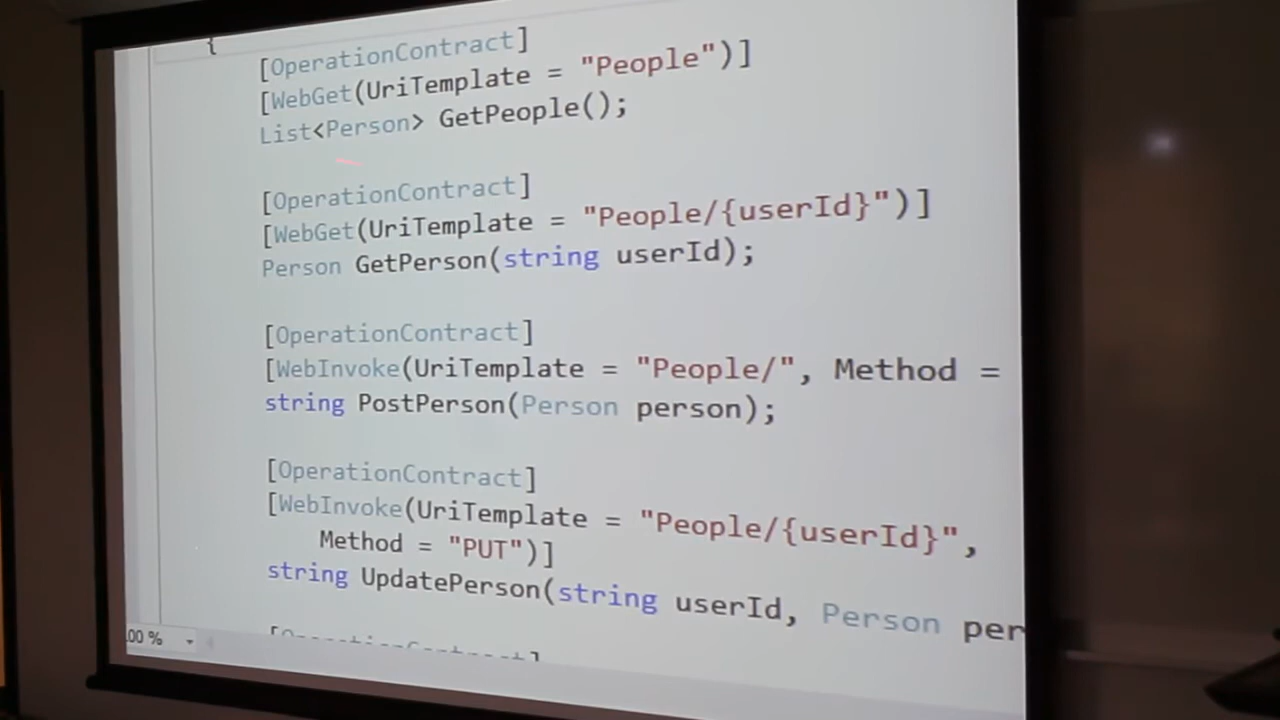 {
[OperationContract]
[WebGet(UriTemplate = "People")]
List<Person> GetPeople();
[OperationContract]
[WebGet(UriTemplate = "People/{userId}")]
Person GetPerson(string userId);
[OperationContract]
[WebInvoke(UriTemplate = "People/", Method =
string PostPerson(Person person);
[OperationContract]
[WebInvoke(UriTemplate = "People/{userId}",
Method = "PUT")]
string UpdatePerson(string userId, Person per
00 %